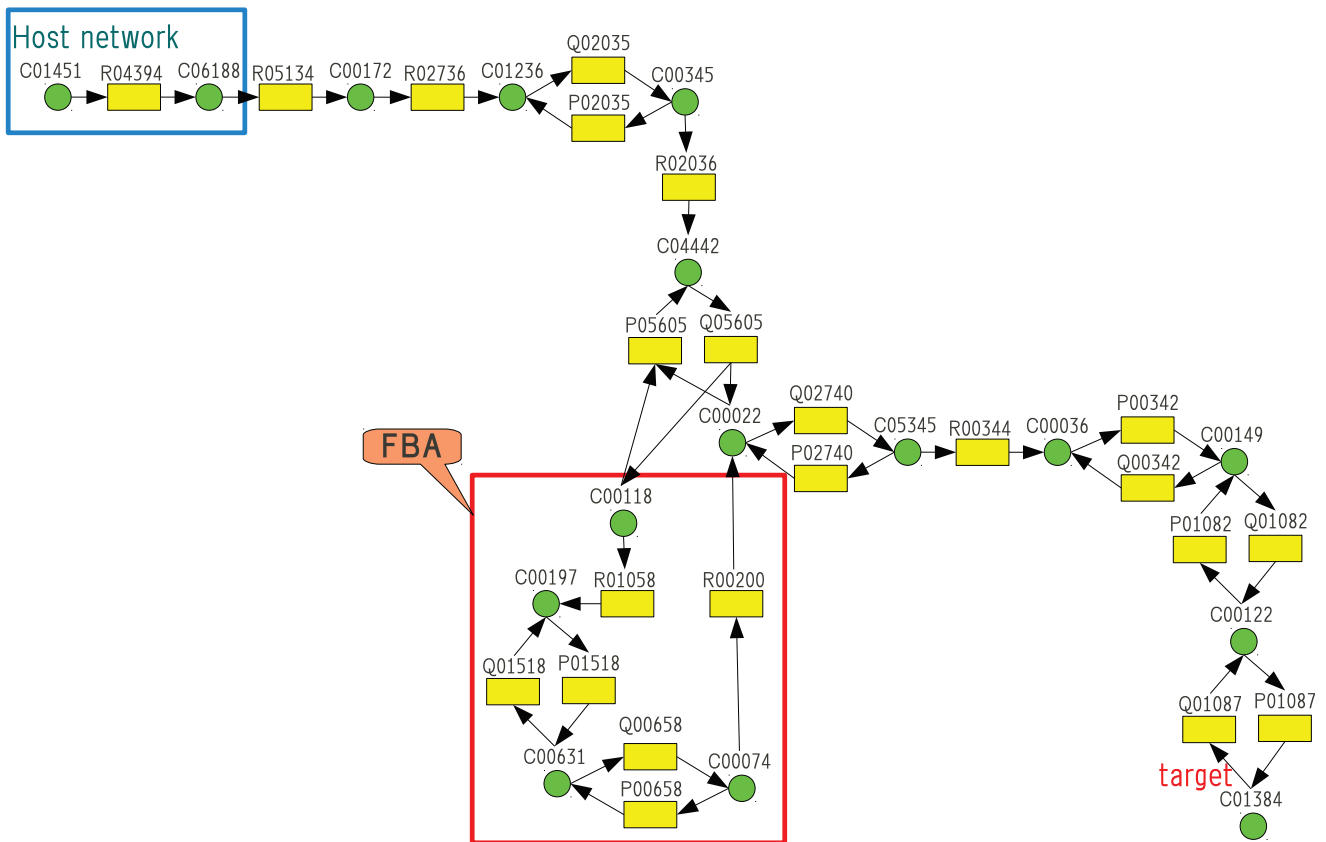 Host network
C01451 R04394 C06188 R05134 C00172 R02736 C01236 Q02035 C00345
P02035
R02036
C04442
P05605 Q05605
C00022 Q02740 C05345 R00344 C00036 P00342 C00149
P02740 Q00342
FBA
C00118
P01082 Q01082
C00197 R01058 R00200
C00122
Q01518 P01518
Q01087 P01087
Q00658
C00631 C00074
P00658
target
C01384